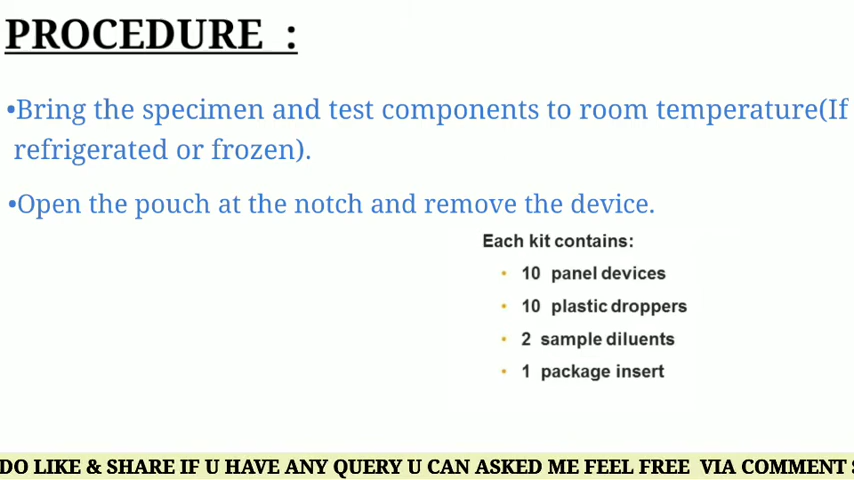 PROCEDURE :
•Bring the specimen and test components to room temperature(If
refrigerated or frozen).
•Open the pouch at the notch and remove the device.
Each kit contains:
• 10 panel devices
• 10 plastic droppers
• 2 sample diluents
• 1 package insert
DO LIKE & SHARE IF U HAVE ANY QUERY U CAN ASKED ME FEEL FREE VIA COMMENT